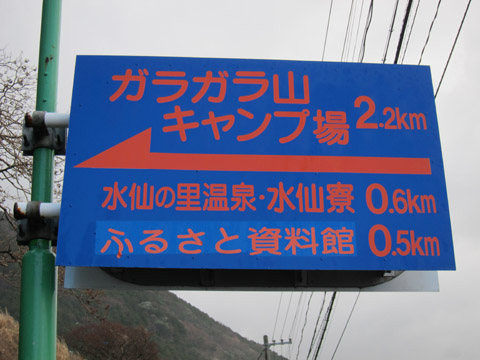 ガラガラ山
キャンプ場 2.2km
水仙の里温泉・水仙寮 0.6km
ふるさと資料館 0.5km